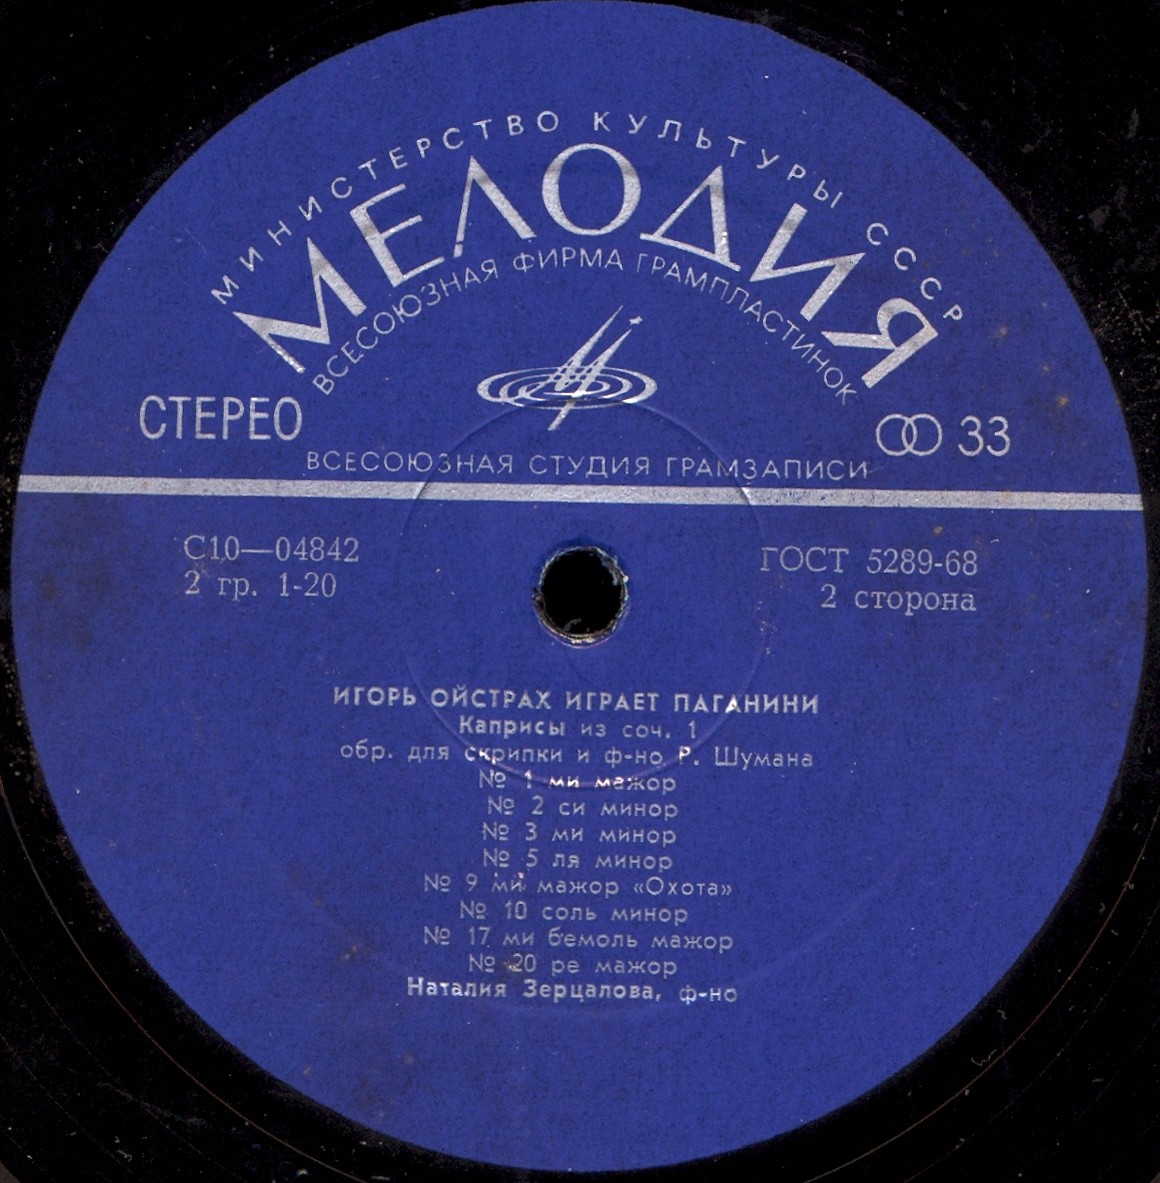 МИНИСТЕРСТВО КУЛЬТУРЫ СССР
МЕЛОДИЯ
ВСЕСОЮЗНАЯ ФИРМА ГРАМПЛАСТИНОК
СТЕРЕО
33
ВСЕСОЮЗНАЯ СТУДИЯ ГРАМЗАПИСИ
С10—04842
2 гр. 1-20
ГОСТ 5289-68
2 сторона
ИГОРЬ ОЙСТРАХ ИГРАЕТ ПАГАНИНИ
Каприсы из соч. 1
обр. для скрипки и ф-но Р. Шумана
№ 1 ми мажор
№ 2 си минор
№ 3 ми минор
№ 5 ля минор
№ 9 ми мажор «Охота»
№ 10 соль минор
№ 17 ми бемоль мажор
№ 20 ре мажор
Наталия Зерцалова, ф-но